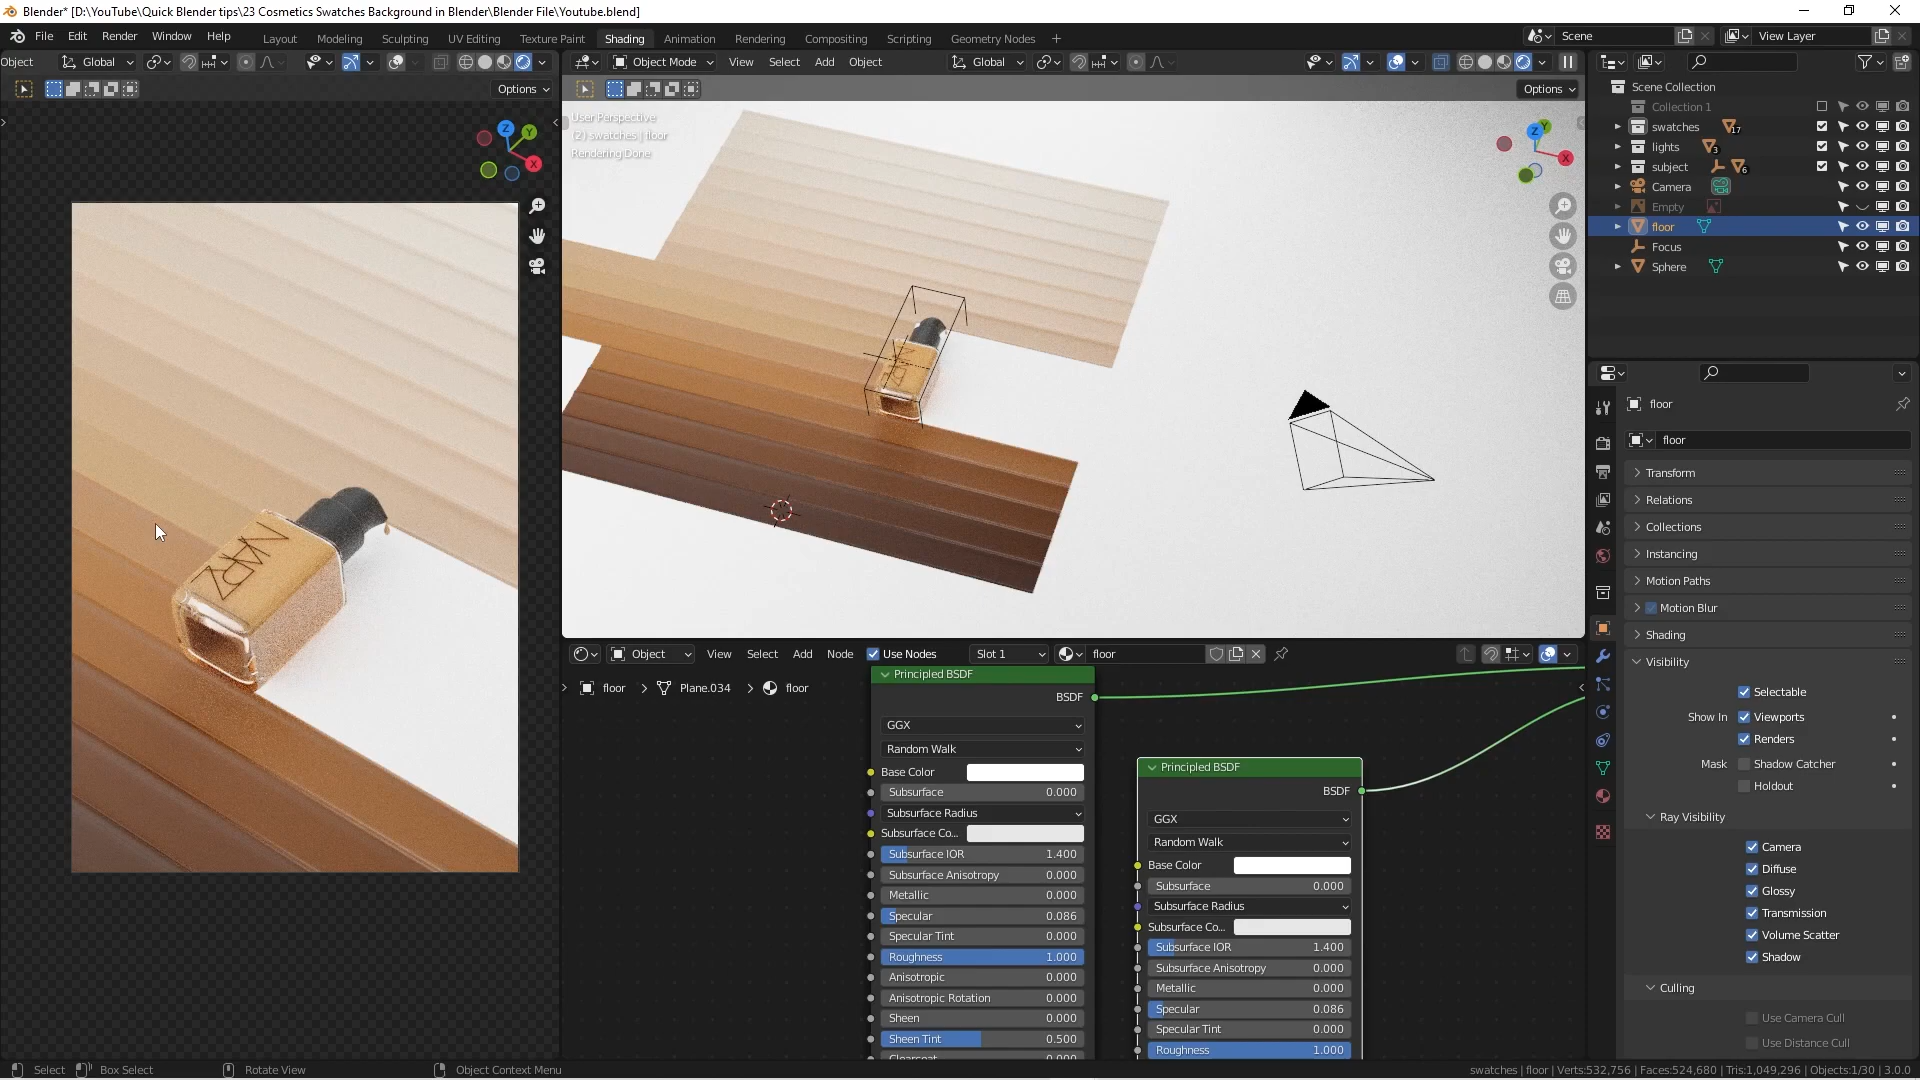 Blender* [D:\YouTube\Quick Blender tips\23 Cosmetics Swatches Background in Blender\Blender File\Youtube.blend]
File Edit Render Window Help
Layout Modeling Sculpting UV Editing Texture Paint Shading Animation Rendering Compositing Scripting Geometry Nodes +
Scene
View Layer
Object Global
Object Mode View Select Add Object Global
Options
Options
User Perspective
(2) swatches | floor
Rendering Done
Z Y X
Z Y X
Scene Collection
Collection 1
swatches 17
lights 3
subject 6
Camera
Empty
floor
Focus
Sphere
floor
floor
Transform
Relations
Collections
Instancing
Motion Paths
Motion Blur
Shading
Visibility
Selectable
Show In Viewports
Renders
Mask Shadow Catcher
Holdout
Ray Visibility
Camera
Diffuse
Glossy
Transmission
Volume Scatter
Shadow
Culling
Use Camera Cull
Use Distance Cull
Object View Select Add Node Use Nodes Slot 1 floor
floor > Plane.034 > floor
Principled BSDF
BSDF
GGX
Random Walk
Base Color
Subsurface 0.000
Subsurface Radius
Subsurface Co...
Subsurface IOR 1.400
Subsurface Anisotropy 0.000
Metallic 0.000
Specular 0.086
Specular Tint 0.000
Roughness 1.000
Anisotropic 0.000
Anisotropic Rotation 0.000
Sheen 0.000
Sheen Tint 0.500
Clearcoat 0.000
Principled BSDF
BSDF
GGX
Random Walk
Base Color
Subsurface 0.000
Subsurface Radius
Subsurface Co...
Subsurface IOR 1.400
Subsurface Anisotropy 0.000
Metallic 0.000
Specular 0.086
Specular Tint 0.000
Roughness 1.000
Select Box Select Rotate View Object Context Menu
swatches | floor | Verts:532,756 | Faces:524,680 | Tris:1,049,296 | Objects:1/30 | 3.0.0